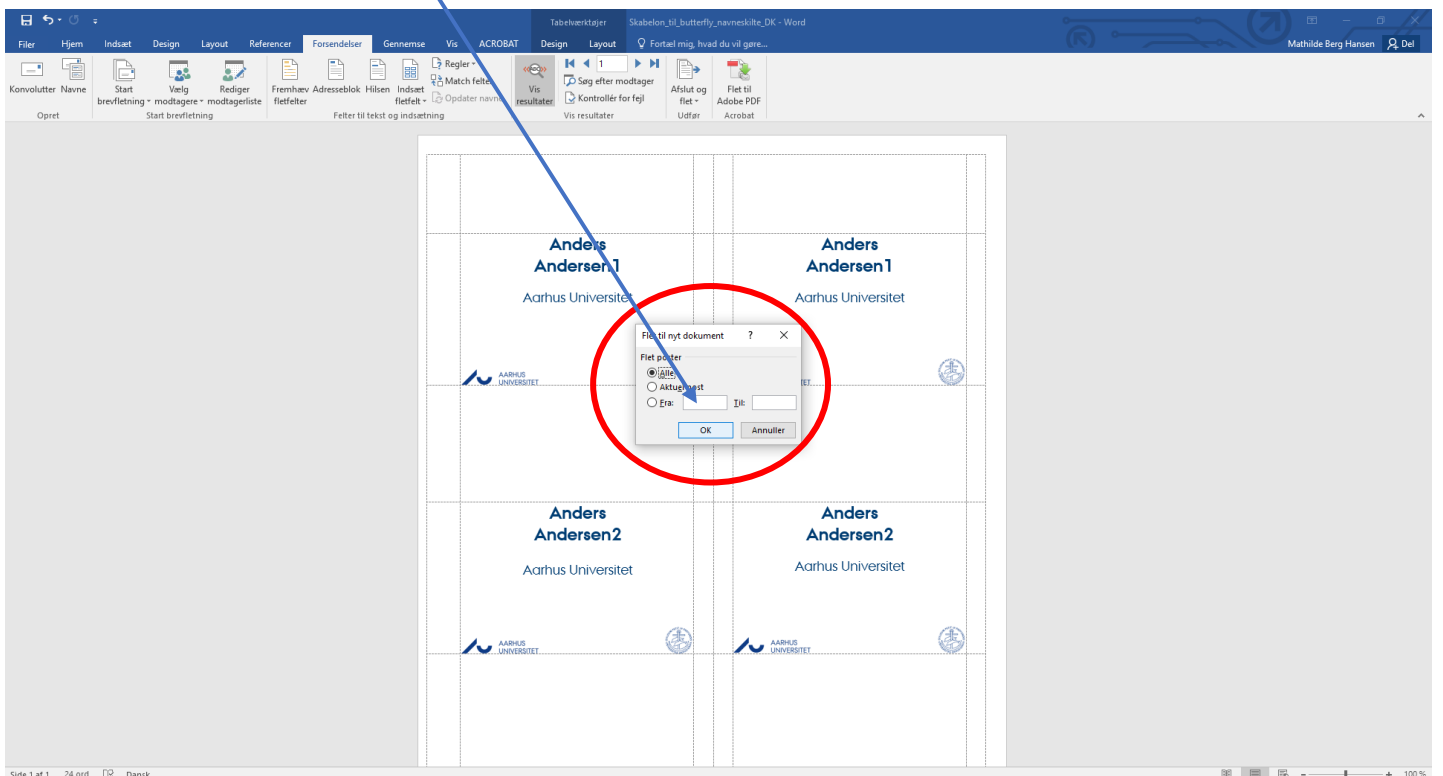 Tabelværktøjer Skabelon_til_butterfly_navneskilte_DK - Word
Filer Hjem Indsæt Design Layout Referencer Forsendelser Gennemse Vis ACROBAT Design Layout Fortæl mig, hvad du vil gøre... Mathilde Berg Hansen Del
Konvolutter Navne
Start brevfletning
Vælg modtagere
Rediger modtagerliste
Fremhæv fletfelter
Adresseblok Hilsen
Indsæt fletfelt
Regler
Match felter
Opdater navne
Vis resultater
1
Søg efter modtager
Kontrollér for fejl
Afslut og flet
Flet til Adobe PDF
Opret Start brevfletning Felter til tekst og indsætning Vis resultater Udfør Acrobat
Anders Anders
Andersen1 Andersen1
Aarhus Universitet Aarhus Universitet
Flet til nyt dokument ? X
Flet poster
Alle
Aktuel post
Fra: Til:
OK Annuller
AARHUS
UNIVERSITET
Anders Anders
Andersen2 Andersen2
Aarhus Universitet Aarhus Universitet
AARHUS AARHUS
UNIVERSITET UNIVERSITET
Side 1 af 1 24 ord Dansk 100 %